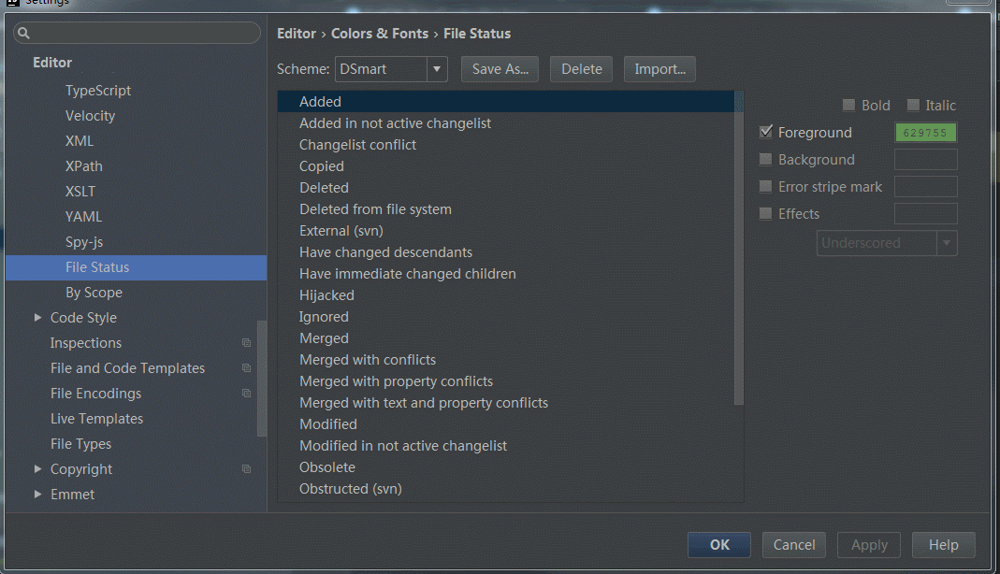 Settings
Editor
TypeScript
Velocity
XML
XPath
XSLT
YAML
Spy-js
File Status
By Scope
Code Style
Inspections
File and Code Templates
File Encodings
Live Templates
File Types
Copyright
Emmet
Editor › Colors & Fonts › File Status
Scheme: DSmart Save As... Delete Import...
Added
Added in not active changelist
Changelist conflict
Copied
Deleted
Deleted from file system
External (svn)
Have changed descendants
Have immediate changed children
Hijacked
Ignored
Merged
Merged with conflicts
Merged with property conflicts
Merged with text and property conflicts
Modified
Modified in not active changelist
Obsolete
Obstructed (svn)
Bold Italic
Foreground 629755
Background
Error stripe mark
Effects
Underscored
OK Cancel Apply Help